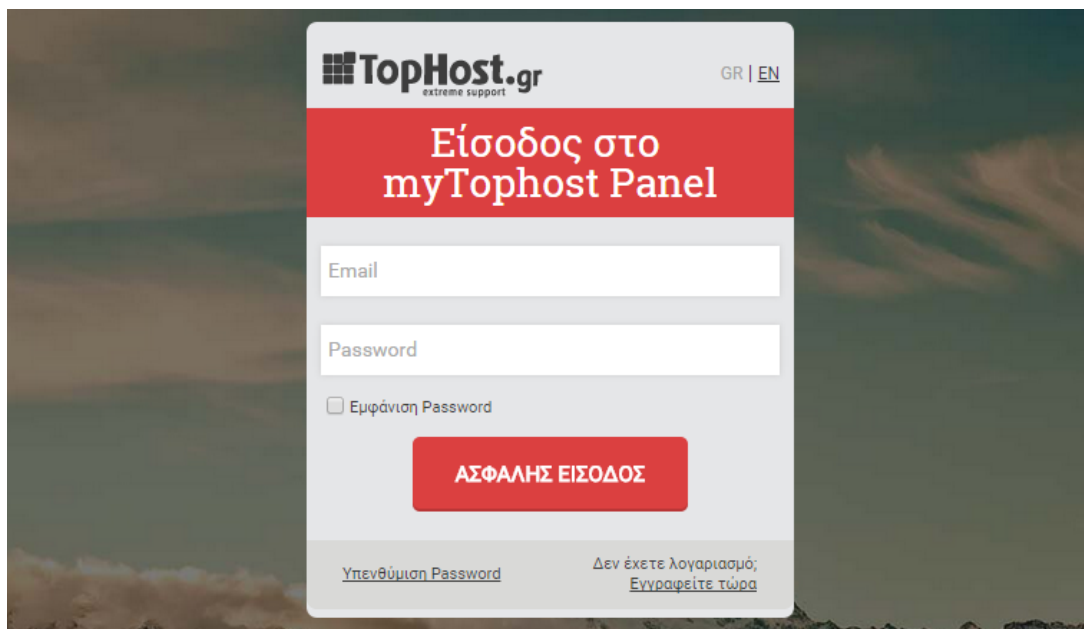 TopHost.gr
extreme support
GR | EN
Είσοδος στο
myTophost Panel
Email
Password
Εμφάνιση Password
ΑΣΦΑΛΗΣ ΕΙΣΟΔΟΣ
Υπενθύμιση Password
Δεν έχετε λογαριασμό;
Εγγραφείτε τώρα